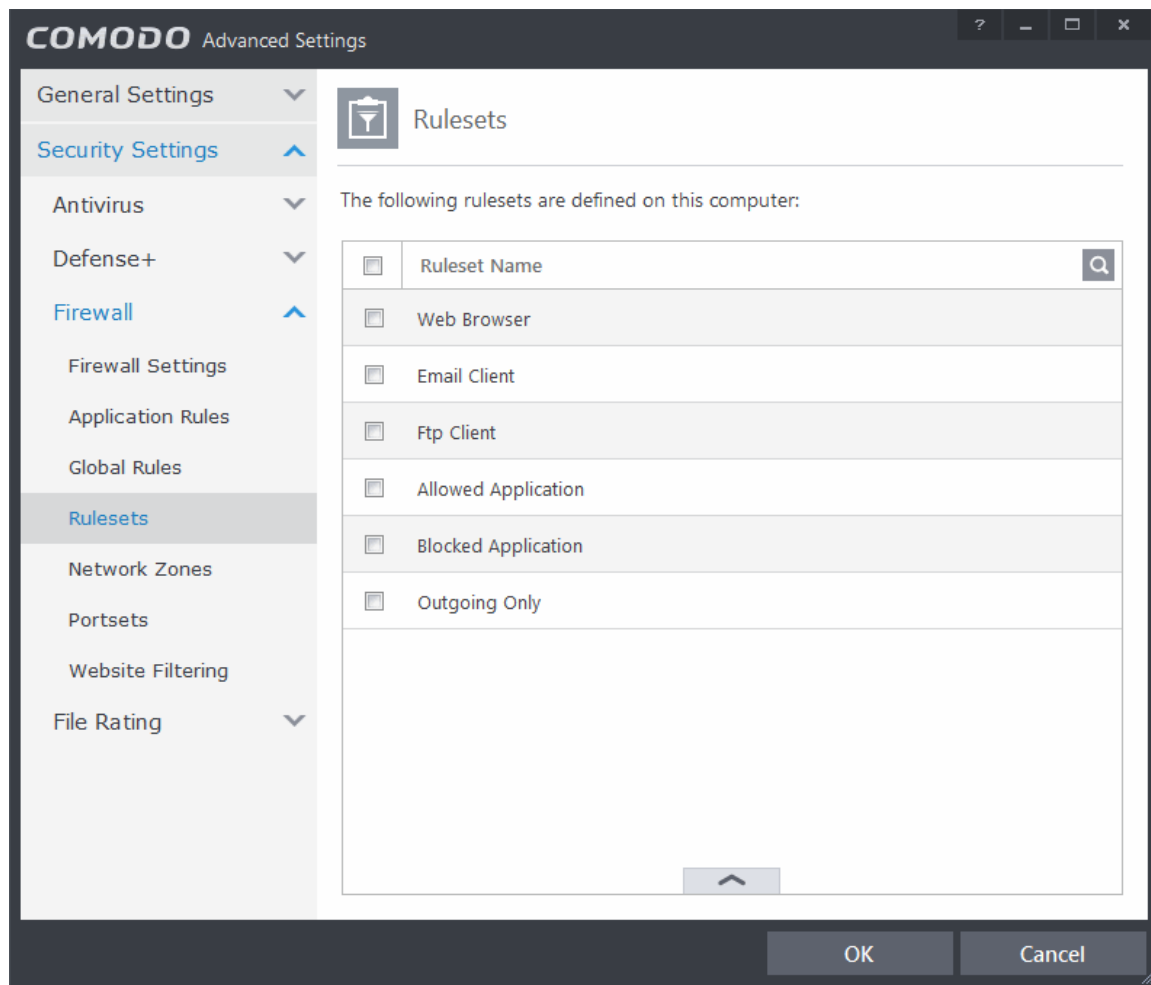 COMODO Advanced Settings
?
General Settings
Security Settings
Antivirus
Defense+
Firewall
Firewall Settings
Application Rules
Global Rules
Rulesets
Network Zones
Portsets
Website Filtering
File Rating
Rulesets
The following rulesets are defined on this computer:
Ruleset Name
Web Browser
Email Client
Ftp Client
Allowed Application
Blocked Application
Outgoing Only
OK
Cancel